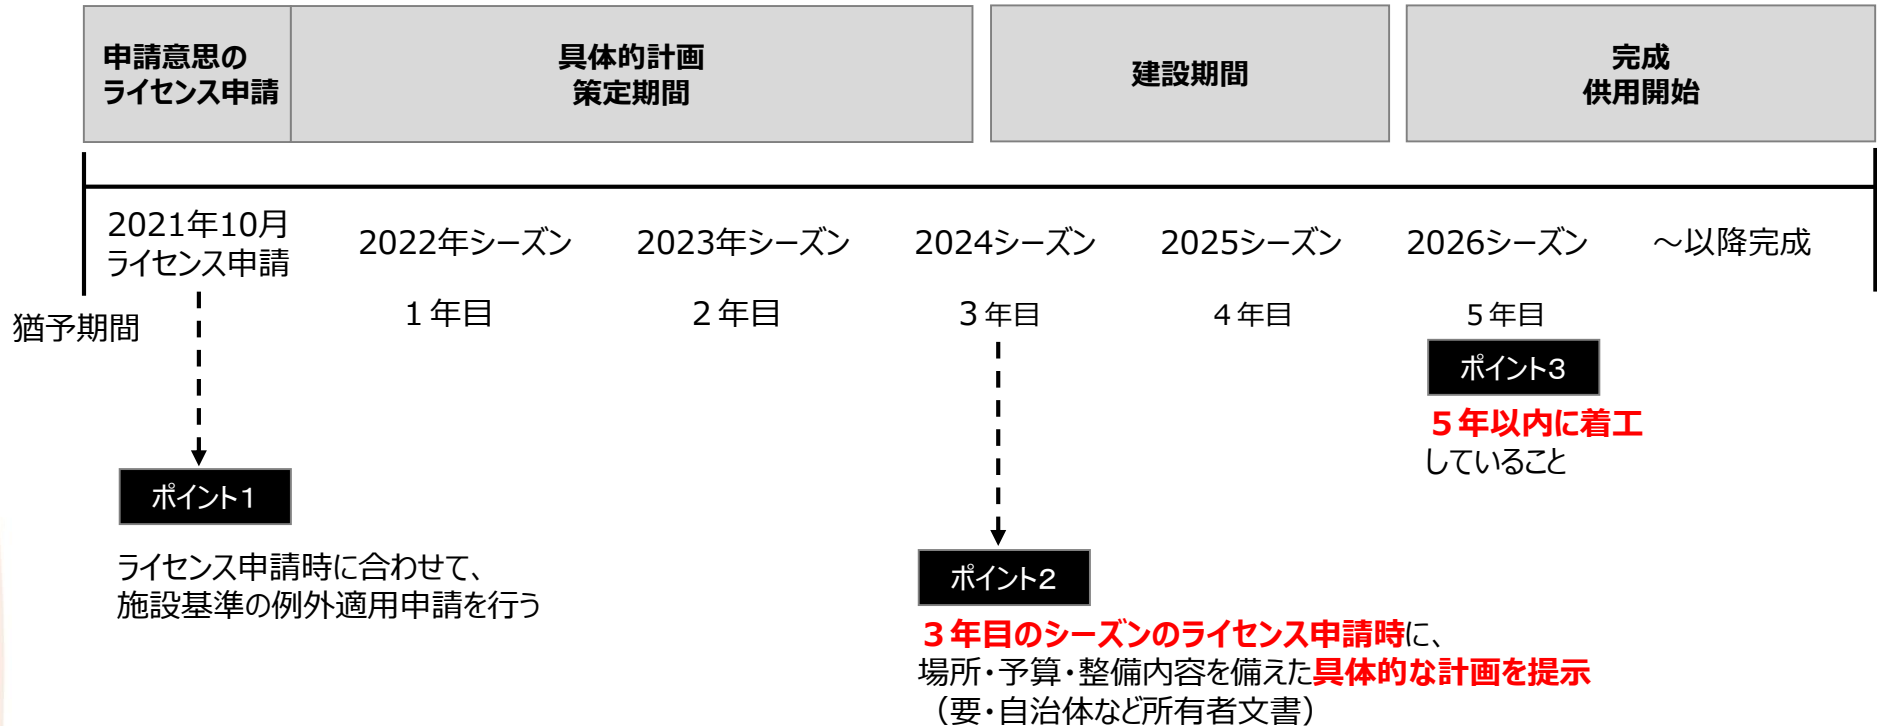 申請意思の
ライセンス申請
具体的計画
策定期間
建設期間
完成
供用開始
2021年10月
ライセンス申請
2022年シーズン
2023年シーズン
2024シーズン
2025シーズン
2026シーズン
～以降完成
猶予期間
１年目
２年目
３年目
４年目
５年目
ポイント１
ライセンス申請時に合わせて、
施設基準の例外適用申請を行う
ポイント２
３年目のシーズンのライセンス申請時に、
場所・予算・整備内容を備えた具体的な計画を提示
（要・自治体など所有者文書）
ポイント３
５年以内に着工
していること